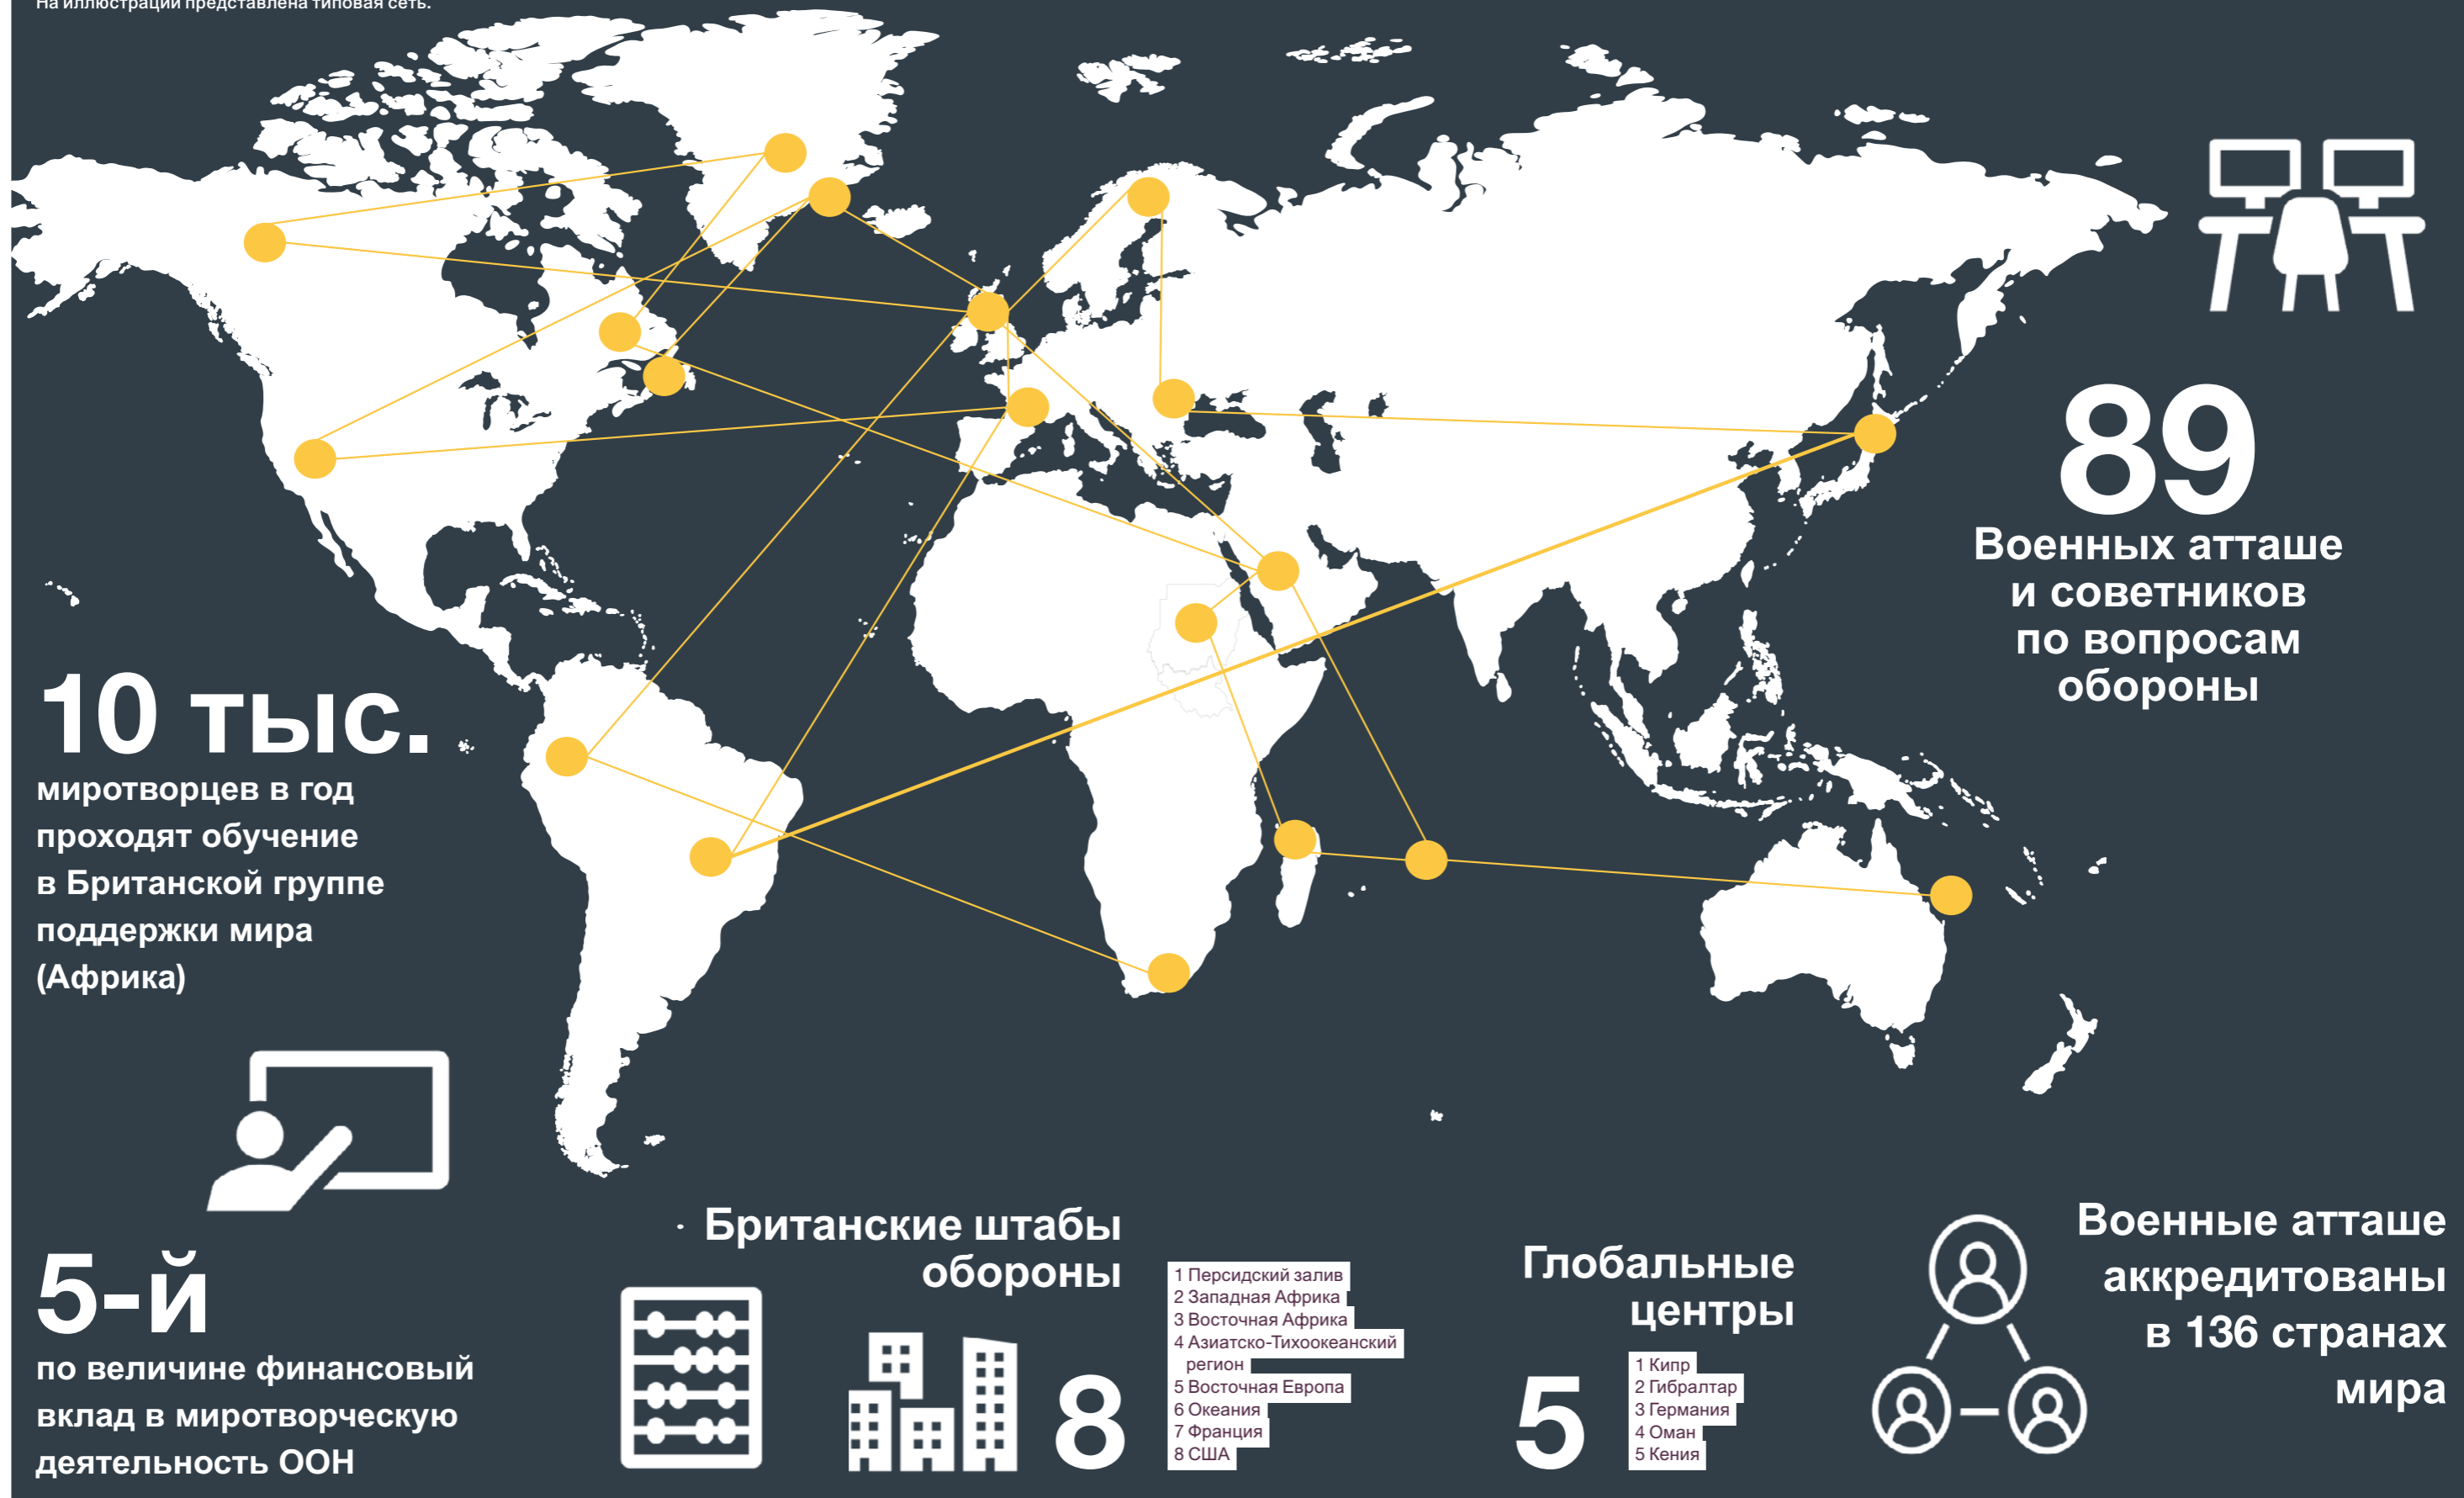 На иллюстрации представлена типовая сеть.
89
Военных атташе
и советников
по вопросам
обороны
10 тыс.
миротворцев в год
проходят обучение
в Британской группе
поддержки мира
(Африка)
5-й
по величине финансовый
вклад в миротворческую
деятельность ООН
Британские штабы
обороны
8
1 Персидский залив
2 Западная Африка
3 Восточная Африка
4 Азиатско-Тихоокеанский
регион
5 Восточная Европа
6 Океания
7 Франция
8 США
Глобальные
центры
5
1 Кипр
2 Гибралтар
3 Германия
4 Оман
5 Кения
Военные атташе
аккредитованы
в 136 странах
мира